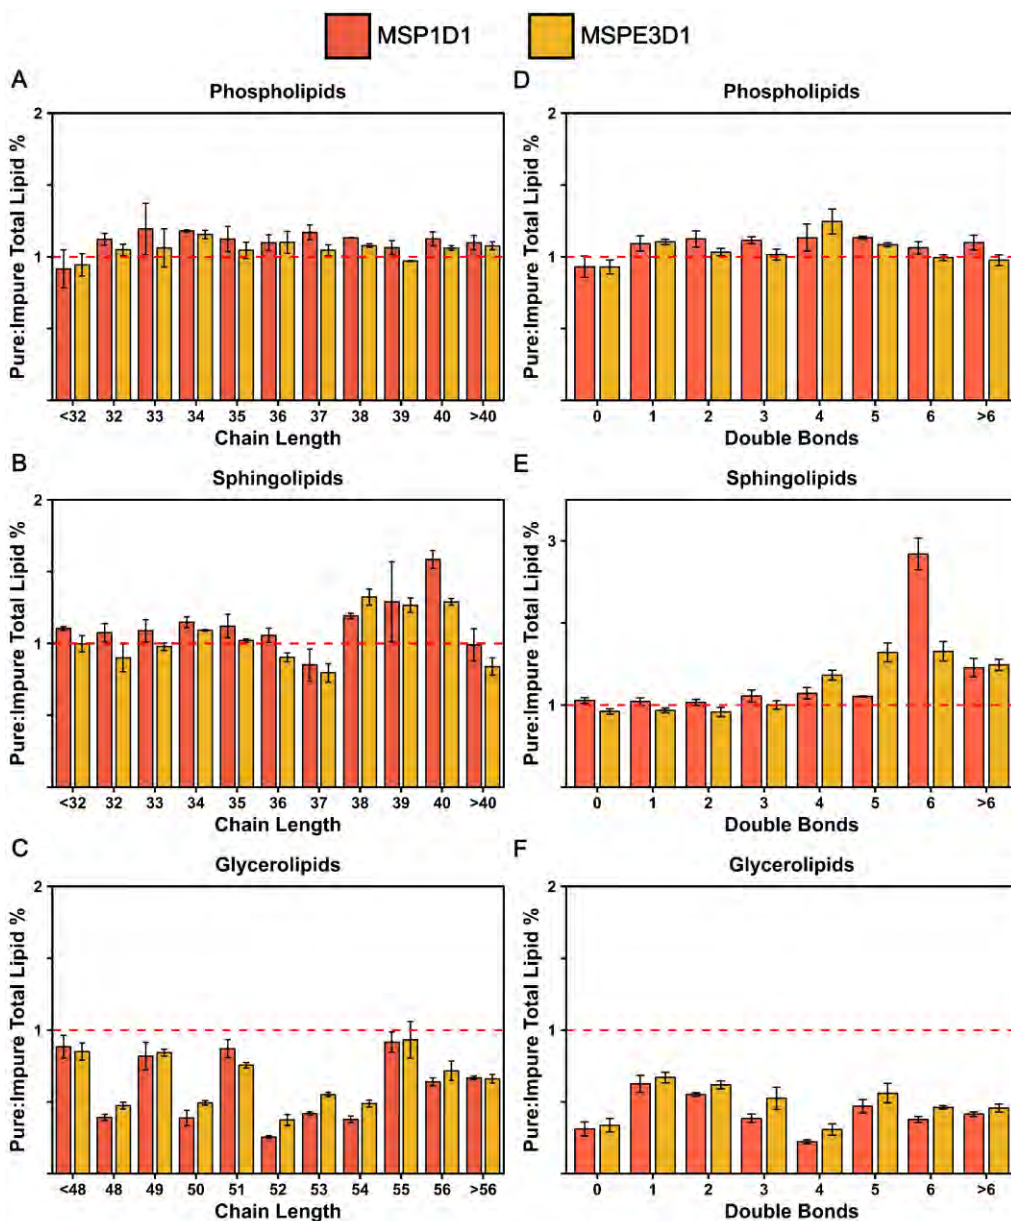 MSP1D1 MSPE3D1
A
Phospholipids
Pure:Impure Total Lipid %
2
1
<32 32 33 34 35 36 37 38 39 40 >40
Chain Length
D
Phospholipids
Pure:Impure Total Lipid %
2
1
0 1 2 3 4 5 6 >6
Double Bonds
B
Sphingolipids
Pure:Impure Total Lipid %
2
1
<32 32 33 34 35 36 37 38 39 40 >40
Chain Length
E
Sphingolipids
Pure:Impure Total Lipid %
3
1
0 1 2 3 4 5 6 >6
Double Bonds
C
Glycerolipids
Pure:Impure Total Lipid %
2
1
<48 48 49 50 51 52 53 54 55 56 >56
Chain Length
F
Glycerolipids
Pure:Impure Total Lipid %
2
1
0 1 2 3 4 5 6 >6
Double Bonds